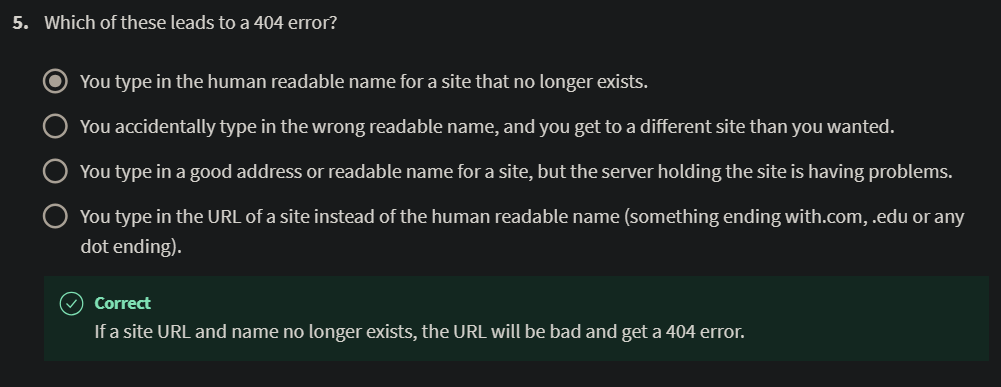 5. Which of these leads to a 404 error?
You type in the human readable name for a site that no longer exists.
You accidentally type in the wrong readable name, and you get to a different site than you wanted.
You type in a good address or readable name for a site, but the server holding the site is having problems.
You type in the URL of a site instead of the human readable name (something ending with.com, .edu or any
dot ending).
Correct
If a site URL and name no longer exists, the URL will be bad and get a 404 error.